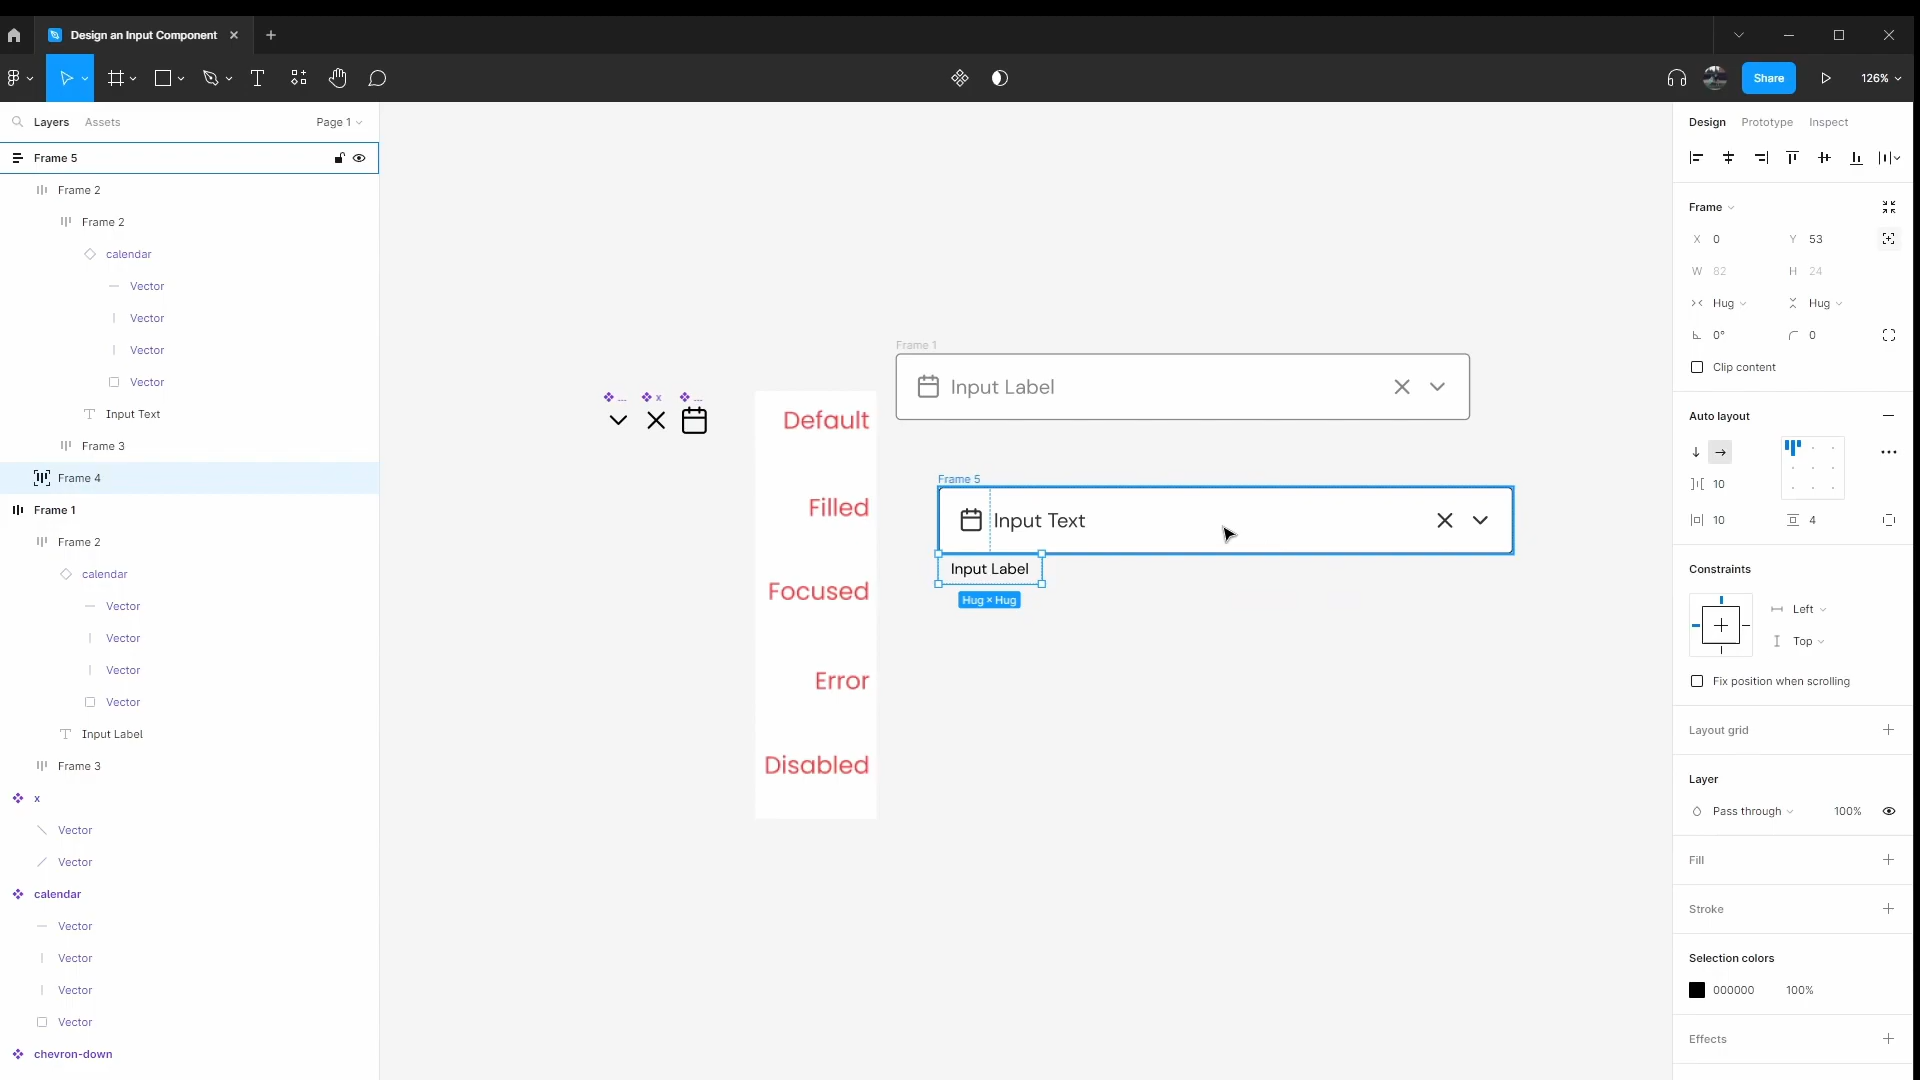 Design an Input Component
Share
126%
Layers
Assets
Page 1
Frame 5
Frame 2
Frame 2
calendar
Vector
Vector
Vector
Vector
Input Text
Frame 3
Frame 4
Frame 1
Frame 2
calendar
Vector
Vector
Vector
Vector
Input Label
Frame 3
x
Vector
Vector
calendar
Vector
Vector
Vector
Vector
chevron-down
... x ...
Default
Filled
Focused
Error
Disabled
Frame 1
Input Label
Frame 5
Input Text
Input Label
Hug × Hug
Design Prototype Inspect
Frame
X 0 Y 53
W 82 H 24
Hug Hug
0° 0
Clip content
Auto layout
10
10 4
Constraints
Left
Top
Fix position when scrolling
Layout grid
Layer
Pass through 100%
Fill
Stroke
Selection colors
000000 100%
Effects